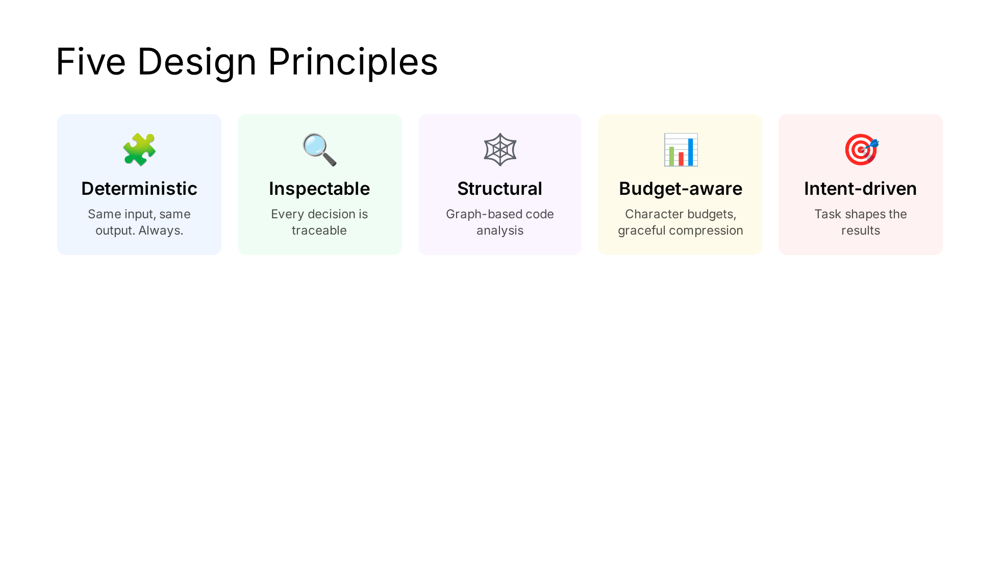 Five Design Principles
Deterministic
Same input, same
output. Always.
Inspectable
Every decision is
traceable
Structural
Graph-based code
analysis
Budget-aware
Character budgets,
graceful compression
Intent-driven
Task shapes the
results